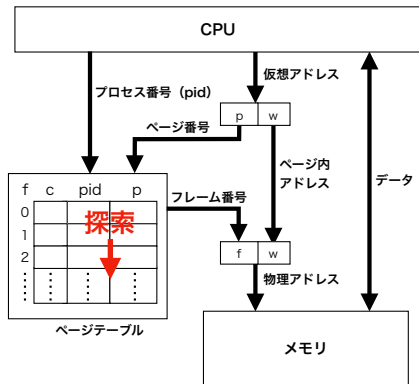 CPU
仮想アドレス
プロセス番号（pid）
p w
ページ番号
ページ内
アドレス
データ
f c pid p
フレーム番号
0
探索
1
2
f w
物理アドレス
ページテーブル
メモリ